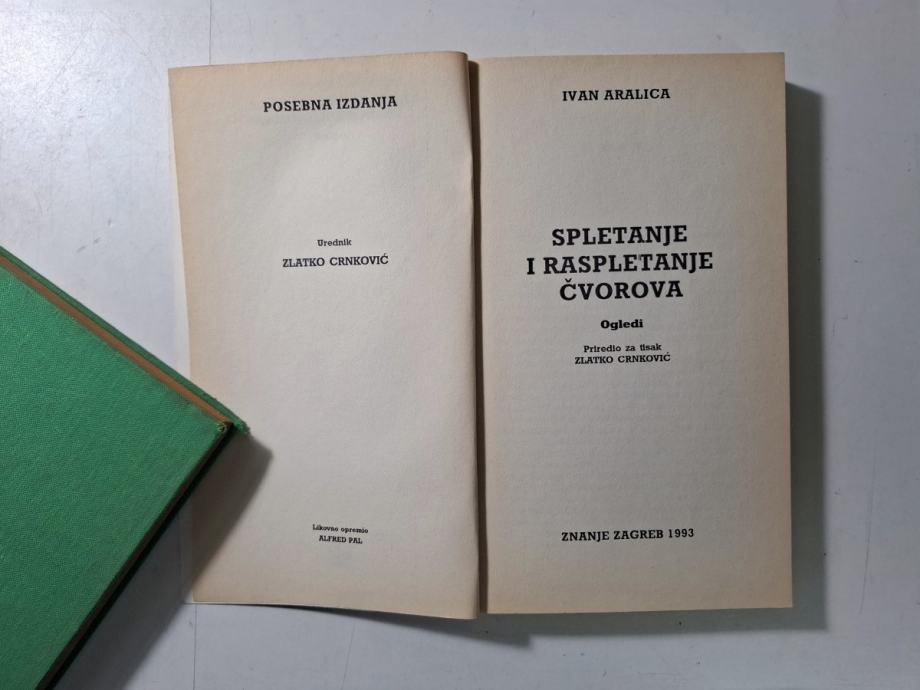 POSEBNA IZDANJA
Urednik
ZLATKO CRNKOVIĆ
Likovno opremio
ALFRED PAL
IVAN ARALICA
SPLETANJE
I RASPLETANJE
ČVOROVA
Ogledi
Priredio za tisak
ZLATKO CRNKOVIĆ
ZNANJE ZAGREB 1993